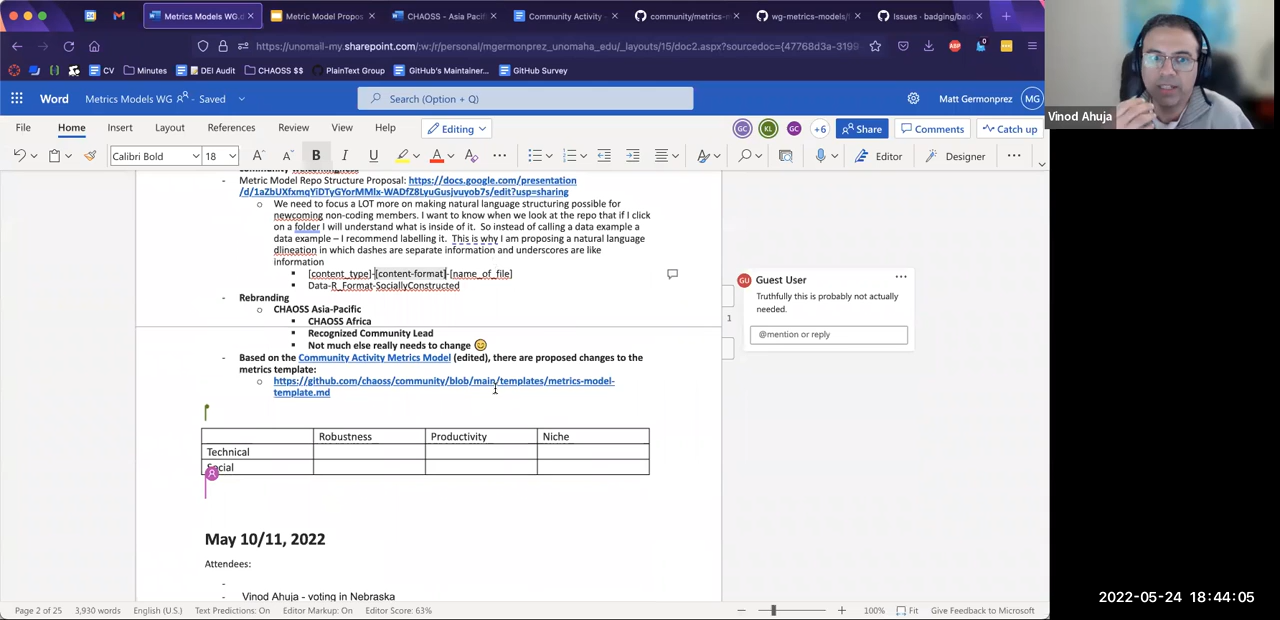 Metrics Models WG.c
Metric Model Propos
CHAOSS - Asia Pacif
Community Activity
community/metrics-m
wg-metrics-models/
Issues · badging/bad
https://unomail-my.sharepoint.com/:w:/r/personal/mgermonprez_unomaha_edu/_layouts/15/doc2.aspx?sourcedoc={47768d3a-3199
ABP
0
CV
Minutes
DEI Audit
CHAOSS $$
PlainText Group
GitHub's Maintainer...
GitHub Survey
Word
Metrics Models WG
- Saved
Search (Option + Q)
Matt Germonprez
MG
Vinod Ahuja
File
Home
Insert
Layout
References
Review
View
Help
Editing
GC
KL
GC
+6
Share
Comments
Catch up
Calibri Bold
18
B
I
U
Editor
Designer
- Metric Model Repo Structure Proposal: https://docs.google.com/presentation
/d/1aZbUXfxmqYiDTyGYorMMlx-WADfZ8LyuGusjvuyob7s/edit?usp=sharing
We need to focus a LOT more on making natural language structuring possible for
newcoming non-coding members. I want to know when we look at the repo that if I click
on a folder I will understand what is inside of it. So instead of calling a data example a
data example – I recommend labelling it. This is why I am proposing a natural language
dlineation in which dashes are separate information and underscores are like
information
[content_type]-[content-format]-[name_of_file]
Data-R_Format-SociallyConstructed
- Rebranding
CHAOSS Asia-Pacific
CHAOSS Africa
Recognized Community Lead
Not much else really needs to change 🙂
- Based on the Community Activity Metrics Model (edited), there are proposed changes to the
metrics template:
https://github.com/chaoss/community/blob/main/templates/metrics-model-
template.md
Robustness
Productivity
Niche
Technical
Social
May 10/11, 2022
Attendees:
-
- Vinod Ahuja - voting in Nebraska
1
GU
Guest User
Truthfully this is probably not actually
needed.
@mention or reply
Page 2 of 25
3,930 words
English (U.S.)
Text Predictions: On
Editor Markup: On
Editor Score: 63%
100%
Fit
Give Feedback to Microsoft
2022-05-24 18:44:05